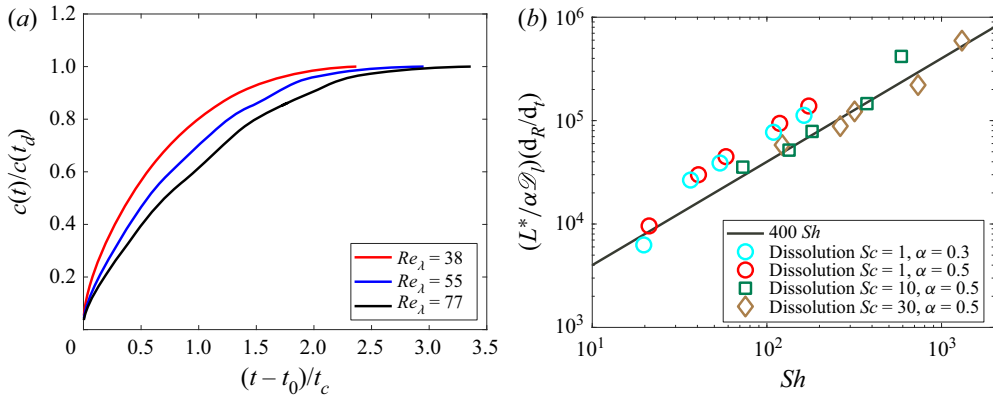 (a)
c(t)/c(t_d)
1.0
0.8
0.6
0.4
0.2
0
0.5
1.0
1.5
2.0
2.5
3.0
3.5
(t – t_0)/t_c
Re_λ = 38
Re_λ = 55
Re_λ = 77
(b)
(L*/α𝒟_l)(d_R/d_t)
10^6
10^5
10^4
10^3
10^1
10^2
10^3
Sh
400 Sh
Dissolution Sc = 1, α = 0.3
Dissolution Sc = 1, α = 0.5
Dissolution Sc = 10, α = 0.5
Dissolution Sc = 30, α = 0.5